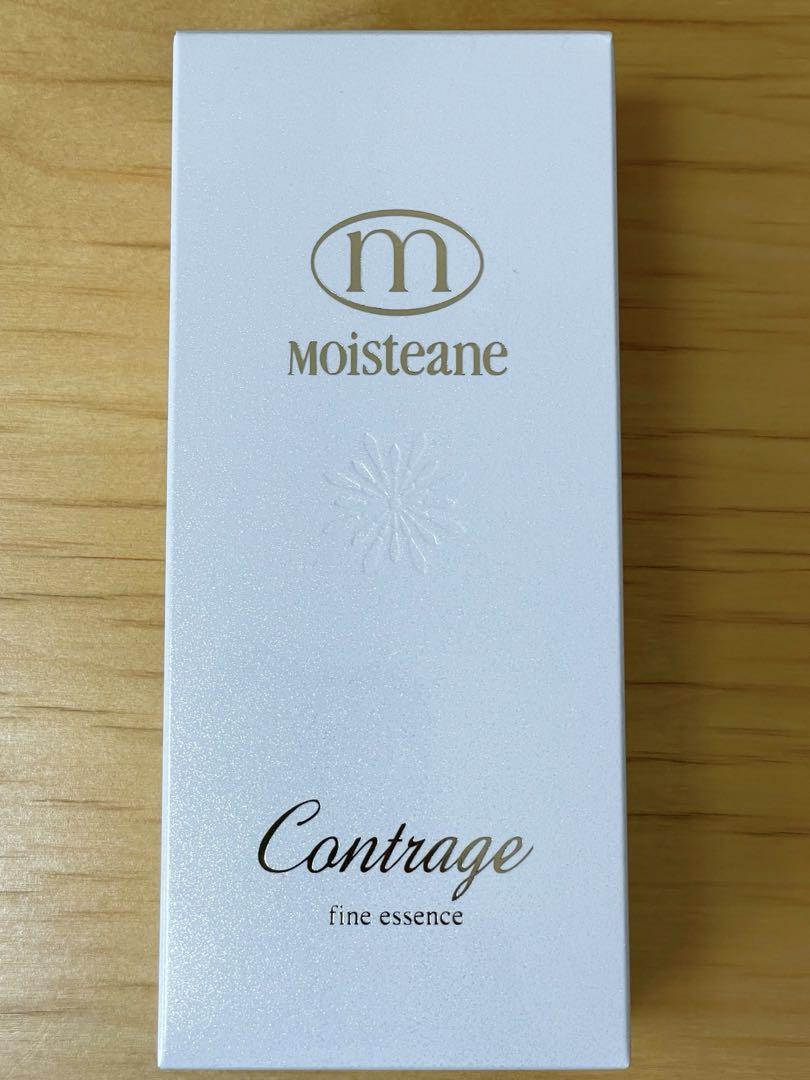 m
Moisteane
Contrage
fine essence